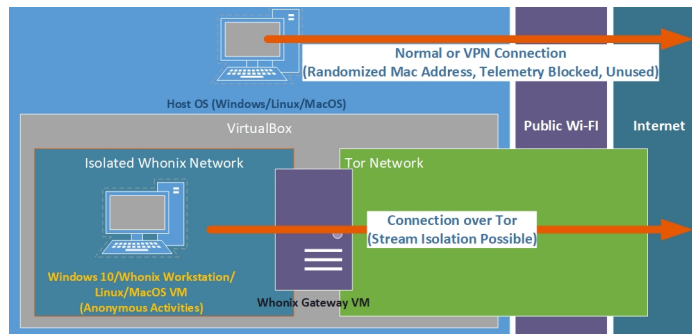 Normal or VPN Connection
(Randomized Mac Address, Telemetry Blocked, Unused)
Host OS (Windows/Linux/MacOS)
VirtualBox
Public Wi-FI
Internet
Isolated Whonix Network
Tor Network
Connection over Tor
(Stream Isolation Possible)
Windows 10/Whonix Workstation/
Linux/MacOS VM
(Anonymous Activities)
Whonix Gateway VM